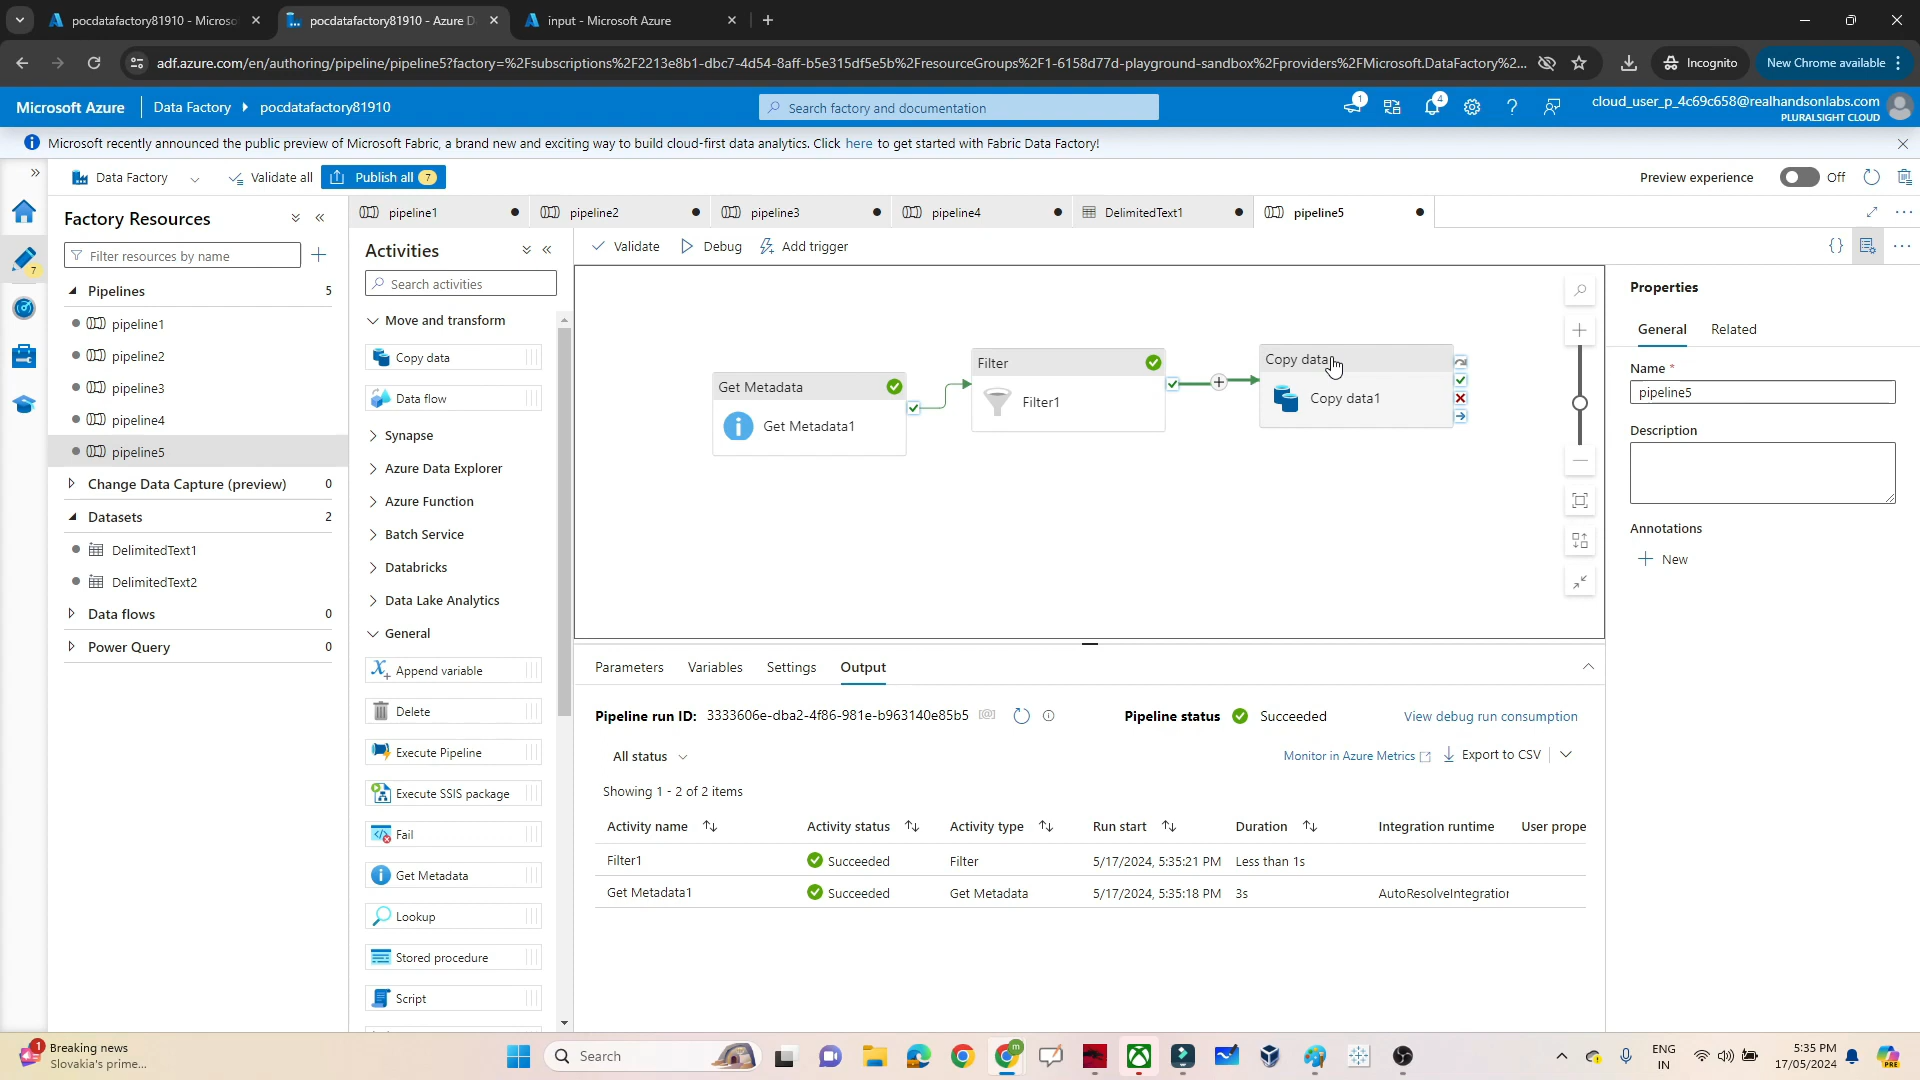 pocdatafactory81910 - Microso
pocdatafactory81910 - Azure D
input - Microsoft Azure
adf.azure.com/en/authoring/pipeline/pipeline5?factory=%2Fsubscriptions%2F2213e8b1-dbc7-4d54-8aff-b5e315df5e5b%2FresourceGroups%2F1-6158d77d-playground-sandbox%2Fproviders%2FMicrosoft.DataFactory%2...
Incognito
New Chrome available
Microsoft Azure
Data Factory
pocdatafactory81910
Search factory and documentation
1
4
cloud_user_p_4c69c658@realhandsonlabs.com
PLURALSIGHT CLOUD
Microsoft recently announced the public preview of Microsoft Fabric, a brand new and exciting way to build cloud-first data analytics. Click here to get started with Fabric Data Factory!
Data Factory
Validate all
Publish all 7
Preview experience
Off
Factory Resources
Filter resources by name
7
Pipelines 5
pipeline1
pipeline2
pipeline3
pipeline4
pipeline5
Change Data Capture (preview) 0
Datasets 2
DelimitedText1
DelimitedText2
Data flows 0
Power Query 0
pipeline1
pipeline2
pipeline3
pipeline4
DelimitedText1
pipeline5
Activities
Search activities
Move and transform
Copy data
Data flow
Synapse
Azure Data Explorer
Azure Function
Batch Service
Databricks
Data Lake Analytics
General
Append variable
Delete
Execute Pipeline
Execute SSIS package
Fail
Get Metadata
Lookup
Stored procedure
Script
Validate
Debug
Add trigger
Get Metadata
Get Metadata1
Filter
Filter1
Copy data
Copy data1
Parameters
Variables
Settings
Output
Pipeline run ID: 3333606e-dba2-4f86-981e-b963140e85b5
Pipeline status Succeeded
View debug run consumption
All status
Monitor in Azure Metrics
Export to CSV
Showing 1 - 2 of 2 items
Activity name Activity status Activity type Run start Duration Integration runtime User prope
Filter1 Succeeded Filter 5/17/2024, 5:35:21 PM Less than 1s
Get Metadata1 Succeeded Get Metadata 5/17/2024, 5:35:18 PM 3s AutoResolveIntegration
Properties
General
Related
Name *
pipeline5
Description
Annotations
New
1
Breaking news
Slovakia's prime...
Search
m
ENG
IN
5:35 PM
17/05/2024
PRE